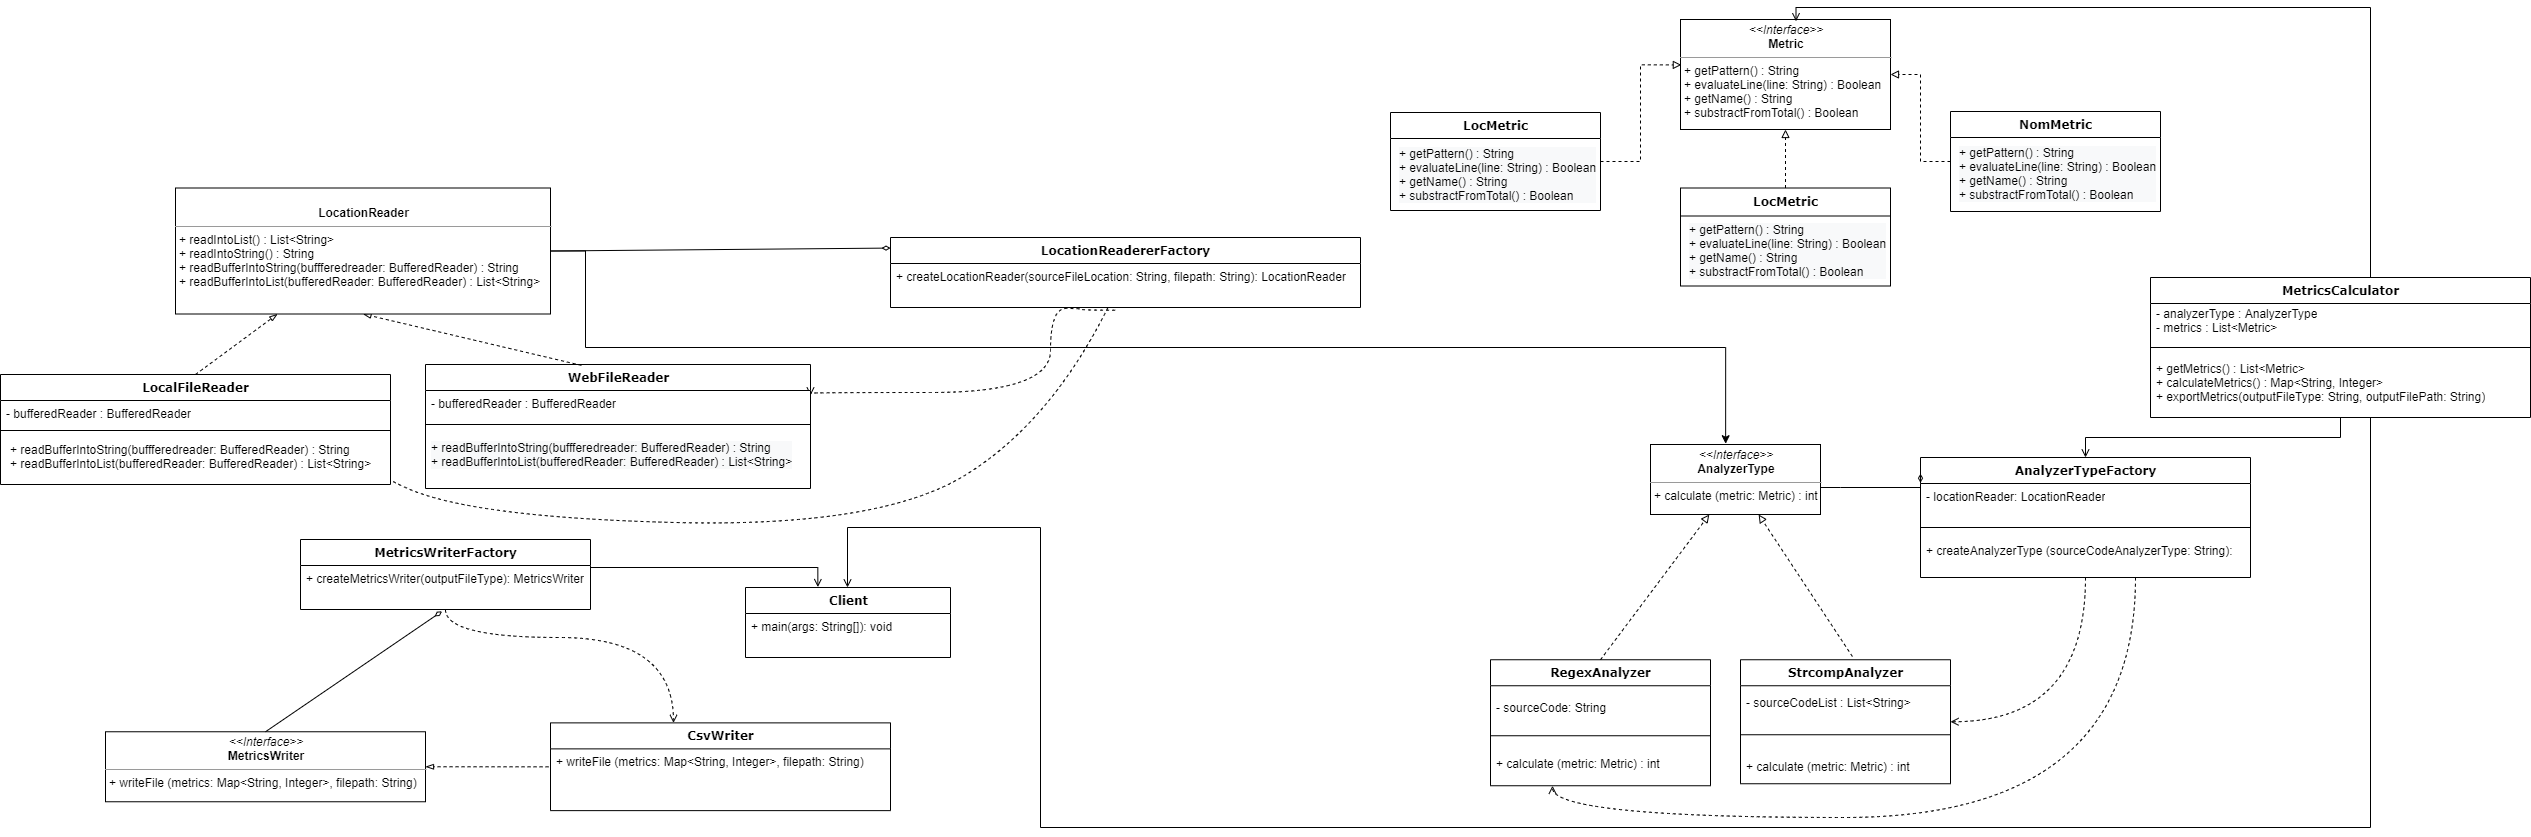 <<Interface>>
Metric
+ getPattern() : String
+ evaluateLine(line: String) : Boolean
+ getName() : String
+ substractFromTotal() : Boolean
LocMetric
+ getPattern() : String
+ evaluateLine(line: String) : Boolean
+ getName() : String
+ substractFromTotal() : Boolean
NomMetric
+ getPattern() : String
+ evaluateLine(line: String) : Boolean
+ getName() : String
+ substractFromTotal() : Boolean
LocMetric
+ getPattern() : String
+ evaluateLine(line: String) : Boolean
+ getName() : String
+ substractFromTotal() : Boolean
LocationReader
+ readIntoList() : List<String>
+ readIntoString() : String
+ readBufferIntoString(buffferedreader: BufferedReader) : String
+ readBufferIntoList(bufferedReader: BufferedReader) : List<String>
LocationReadererFactory
+ createLocationReader(sourceFileLocation: String, filepath: String): LocationReader
MetricsCalculator
- analyzerType : AnalyzerType
- metrics : List<Metric>
+ getMetrics() : List<Metric>
+ calculateMetrics() : Map<String, Integer>
+ exportMetrics(outputFileType: String, outputFilePath: String)
LocalFileReader
- bufferedReader : BufferedReader
+ readBufferIntoString(buffferedreader: BufferedReader) : String
+ readBufferIntoList(bufferedReader: BufferedReader) : List<String>
WebFileReader
- bufferedReader : BufferedReader
+ readBufferIntoString(buffferedreader: BufferedReader) : String
+ readBufferIntoList(bufferedReader: BufferedReader) : List<String>
<<Interface>>
AnalyzerType
+ calculate (metric: Metric) : int
AnalyzerTypeFactory
- locationReader: LocationReader
+ createAnalyzerType (sourceCodeAnalyzerType: String):
MetricsWriterFactory
+ createMetricsWriter(outputFileType): MetricsWriter
Client
+ main(args: String[]): void
RegexAnalyzer
- sourceCode: String
+ calculate (metric: Metric) : int
StrcompAnalyzer
- sourceCodeList : List<String>
+ calculate (metric: Metric) : int
<<Interface>>
MetricsWriter
+ writeFile (metrics: Map<String, Integer>, filepath: String)
CsvWriter
+ writeFile (metrics: Map<String, Integer>, filepath: String)